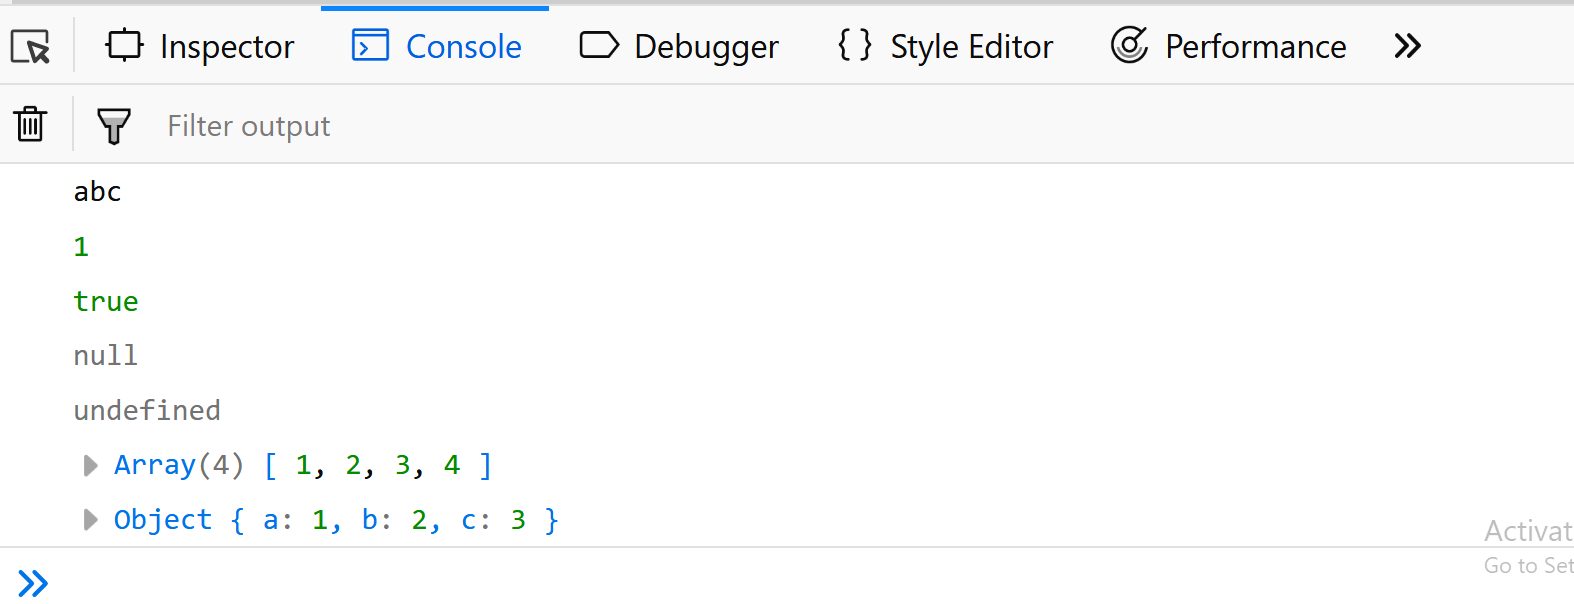 Inspector Console Debugger {} Style Editor Performance
Filter output
abc
1
true
null
undefined
Array(4) [ 1, 2, 3, 4 ]
Object { a: 1, b: 2, c: 3 }
Activat
Go to Set